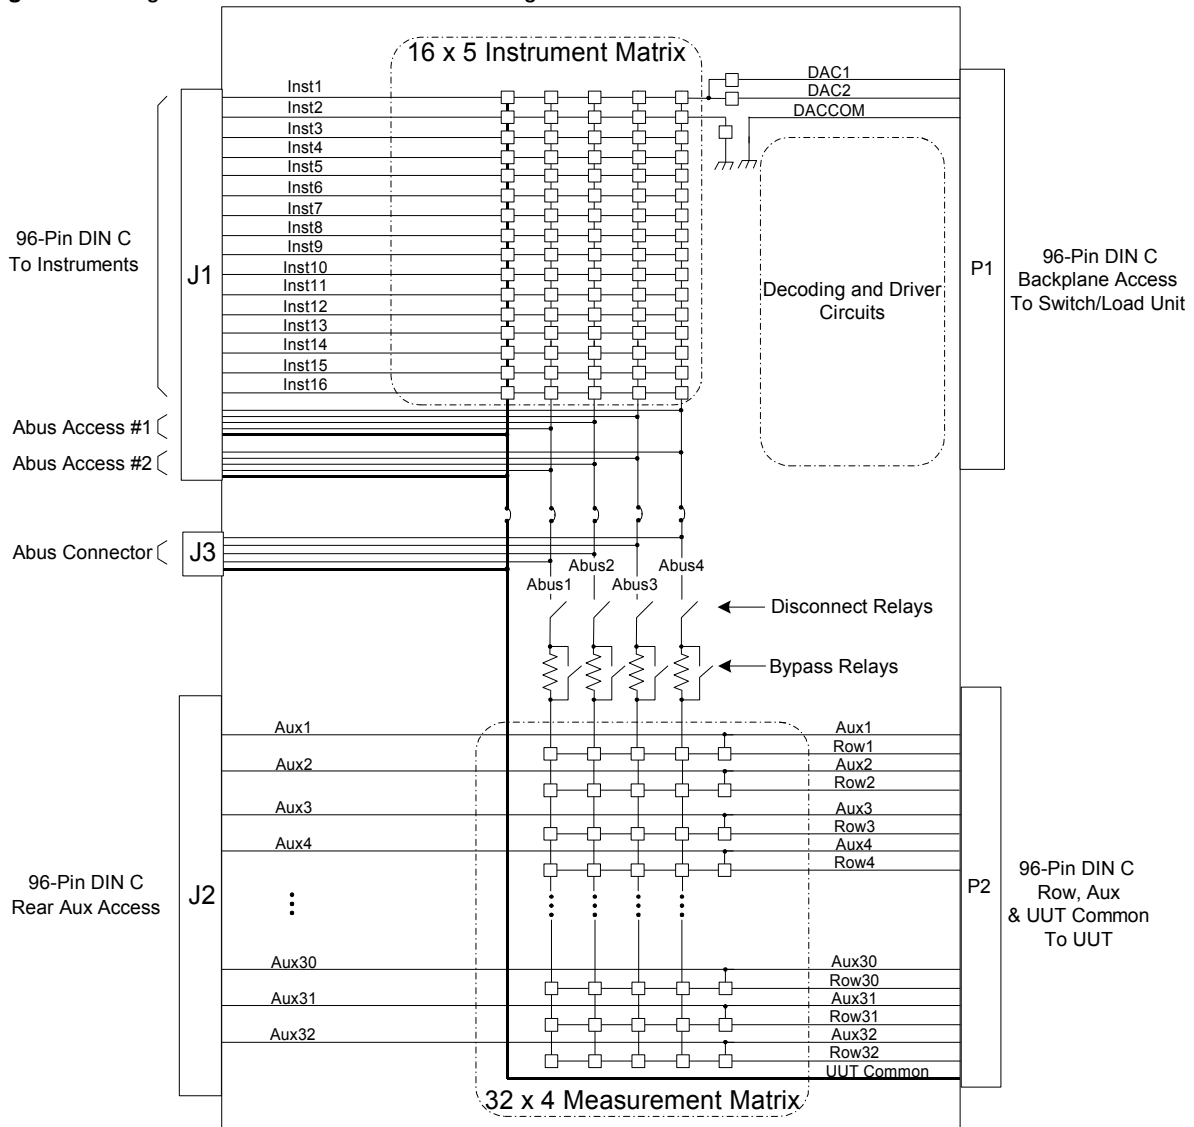 16 x 5 Instrument Matrix
Inst1
Inst2
Inst3
Inst4
Inst5
Inst6
Inst7
Inst8
Inst9
Inst10
Inst11
Inst12
Inst13
Inst14
Inst15
Inst16
DAC1
DAC2
DACCOM
96-Pin DIN C
To Instruments
J1
Decoding and Driver
Circuits
P1
96-Pin DIN C
Backplane Access
To Switch/Load Unit
Abus Access #1
Abus Access #2
Abus Connector
J3
Abus1
Abus2
Abus3
Abus4
Disconnect Relays
Bypass Relays
Aux1
Aux2
Aux3
Aux4
Aux30
Aux31
Aux32
96-Pin DIN C
Rear Aux Access
J2
Aux1
Row1
Aux2
Row2
Aux3
Row3
Aux4
Row4
Aux30
Row30
Aux31
Row31
Aux32
Row32
UUT Common
P2
96-Pin DIN C
Row, Aux
& UUT Common
To UUT
32 x 4 Measurement Matrix